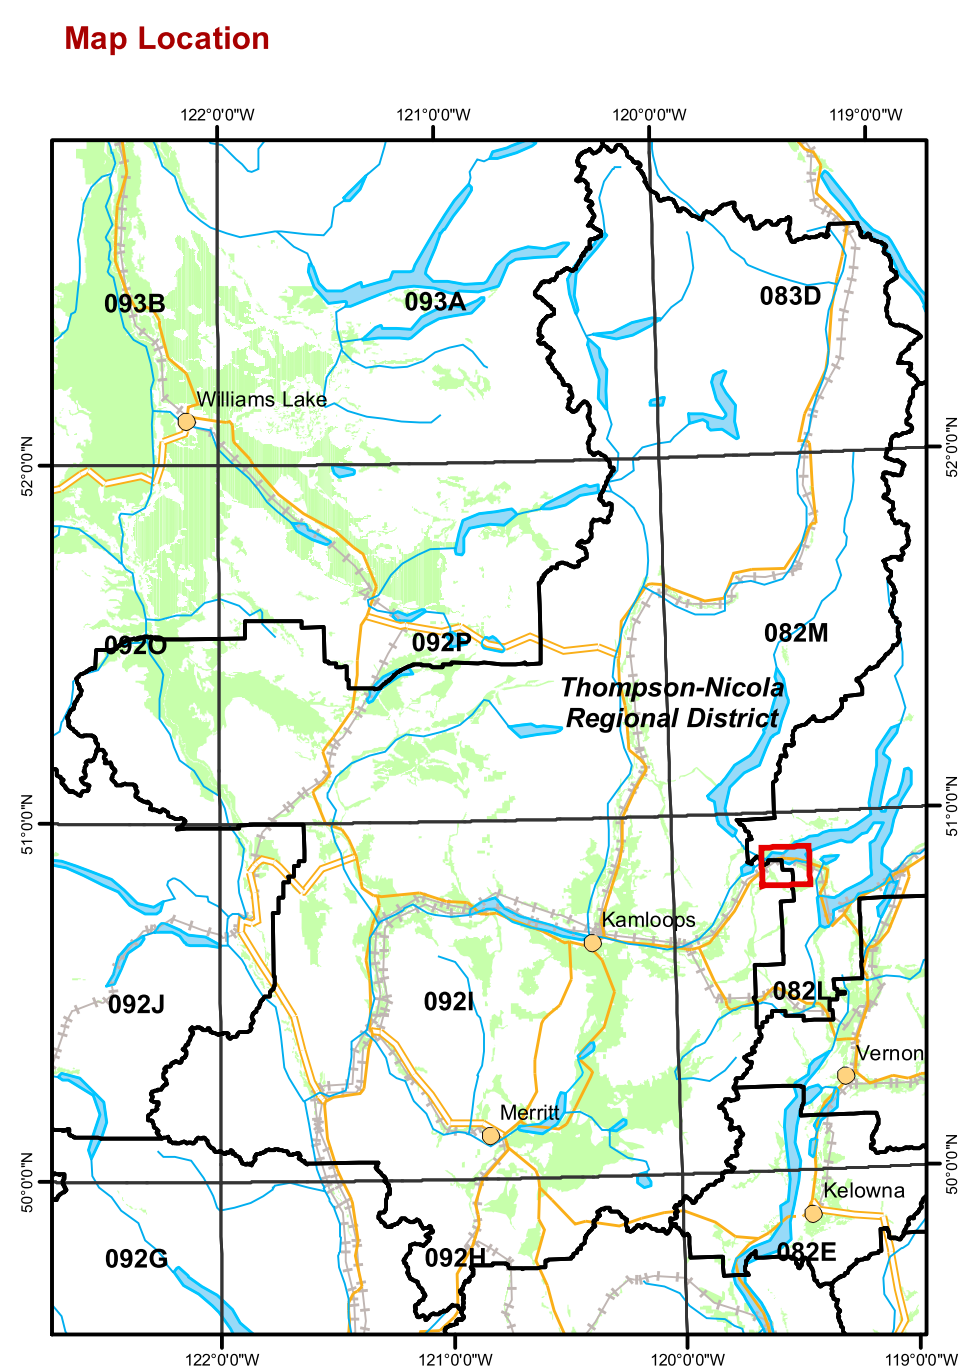 Map Location
122°0'0"W
121°0'0"W
120°0'0"W
119°0'0"W
083D
093B
093A
Williams Lake
52°0'0"N
52°0'0"N
082M
092O
092P
Thompson-Nicola
Regional District
51°0'0"N
51°0'0"N
Kamloops
082L
092J
092I
Vernon
Merritt
50°0'0"N
50°0'0"N
Kelowna
092G
092H
082E
122°0'0"W
121°0'0"W
120°0'0"W
119°0'0"W